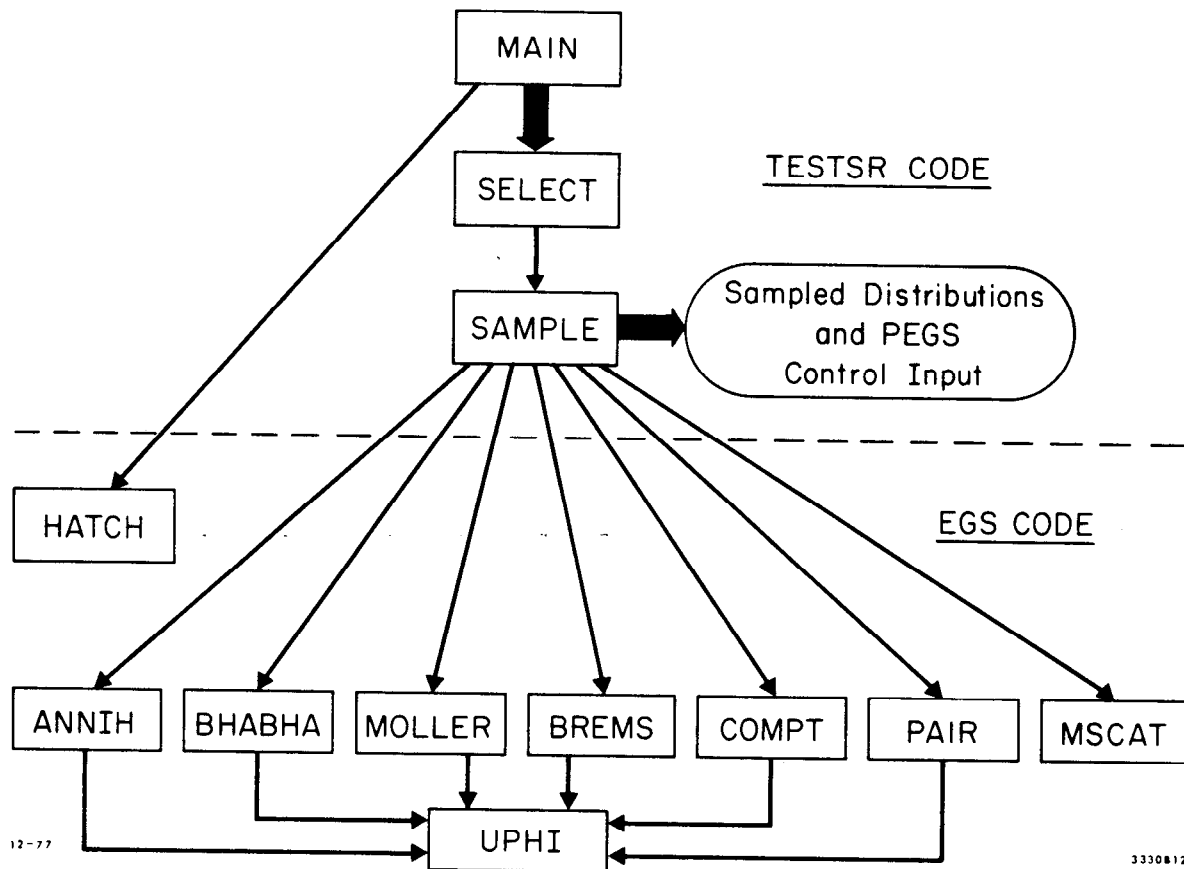 MAIN
SELECT
TESTSR CODE
SAMPLE
Sampled Distributions
and PEGS
Control Input
HATCH
EGS CODE
ANNIH
BHABHA
MOLLER
BREMS
COMPT
PAIR
MSCAT
UPHI
12-77
3330B12